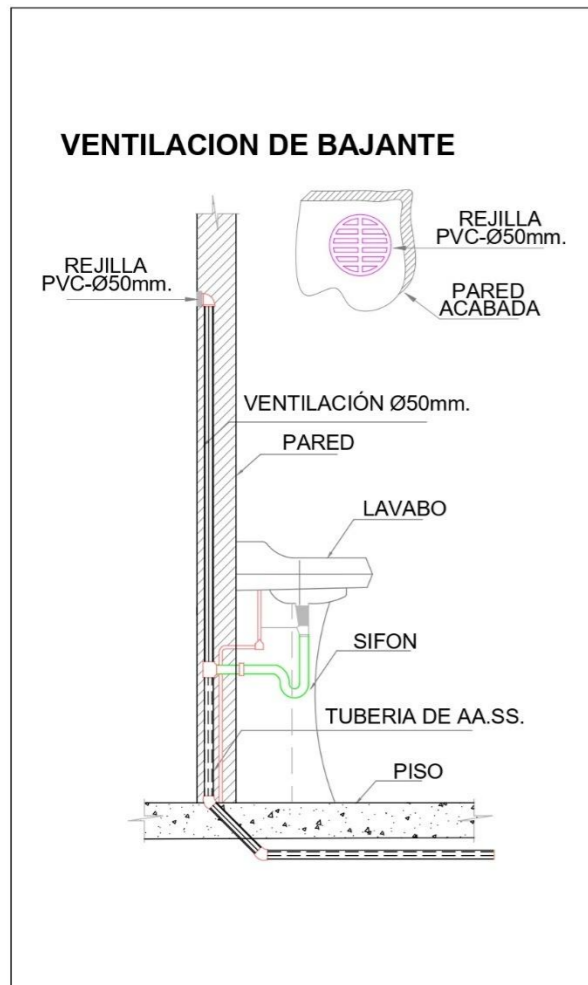 VENTILACION DE BAJANTE
REJILLA
PVC-Ø50mm.
PARED
ACABADA
REJILLA
PVC-Ø50mm.
VENTILACIÓN Ø50mm.
PARED
LAVABO
SIFON
TUBERIA DE AA.SS.
PISO